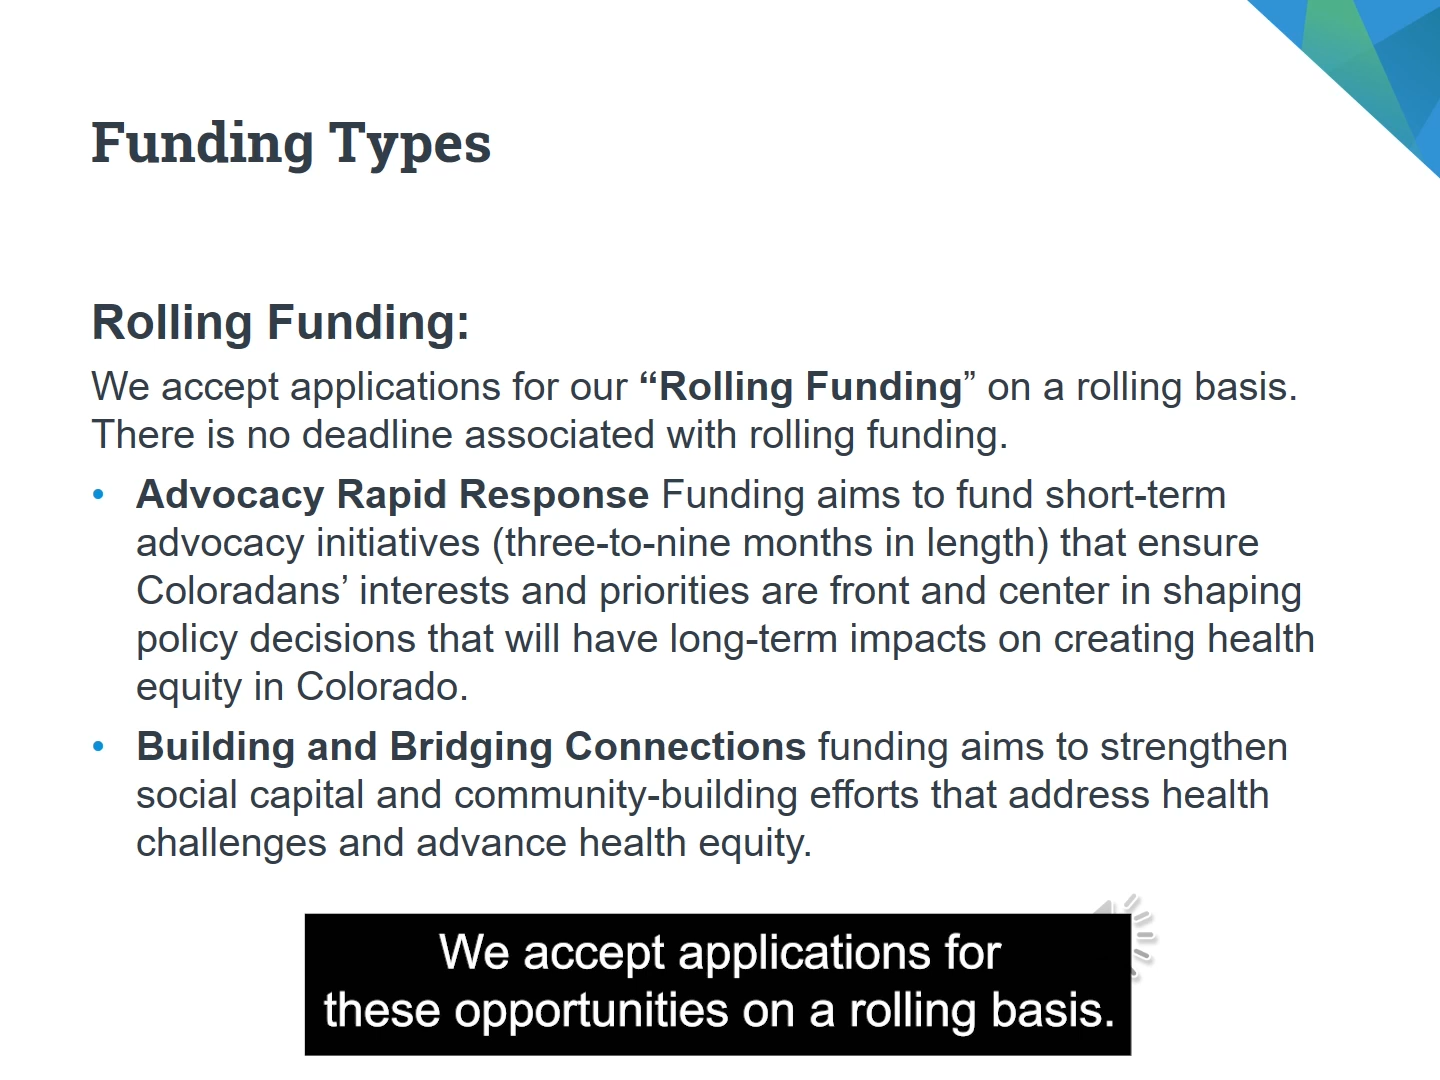 Funding Types
Rolling Funding:
We accept applications for our “Rolling Funding” on a rolling basis.
There is no deadline associated with rolling funding.
• Advocacy Rapid Response Funding aims to fund short-term
advocacy initiatives (three-to-nine months in length) that ensure
Coloradans’ interests and priorities are front and center in shaping
policy decisions that will have long-term impacts on creating health
equity in Colorado.
• Building and Bridging Connections funding aims to strengthen
social capital and community-building efforts that address health
challenges and advance health equity.
We accept applications for
these opportunities on a rolling basis.